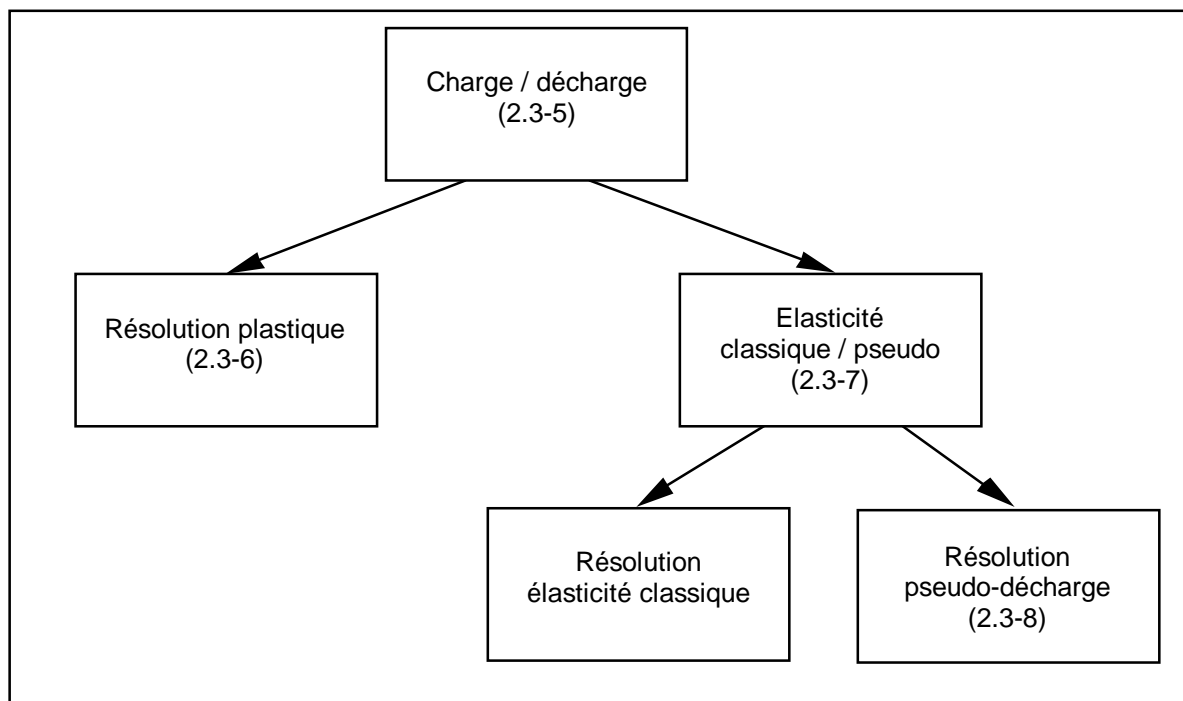 Charge / décharge
(2.3-5)
Résolution plastique
(2.3-6)
Elasticité
classique / pseudo
(2.3-7)
Résolution
élasticité classique
Résolution
pseudo-décharge
(2.3-8)